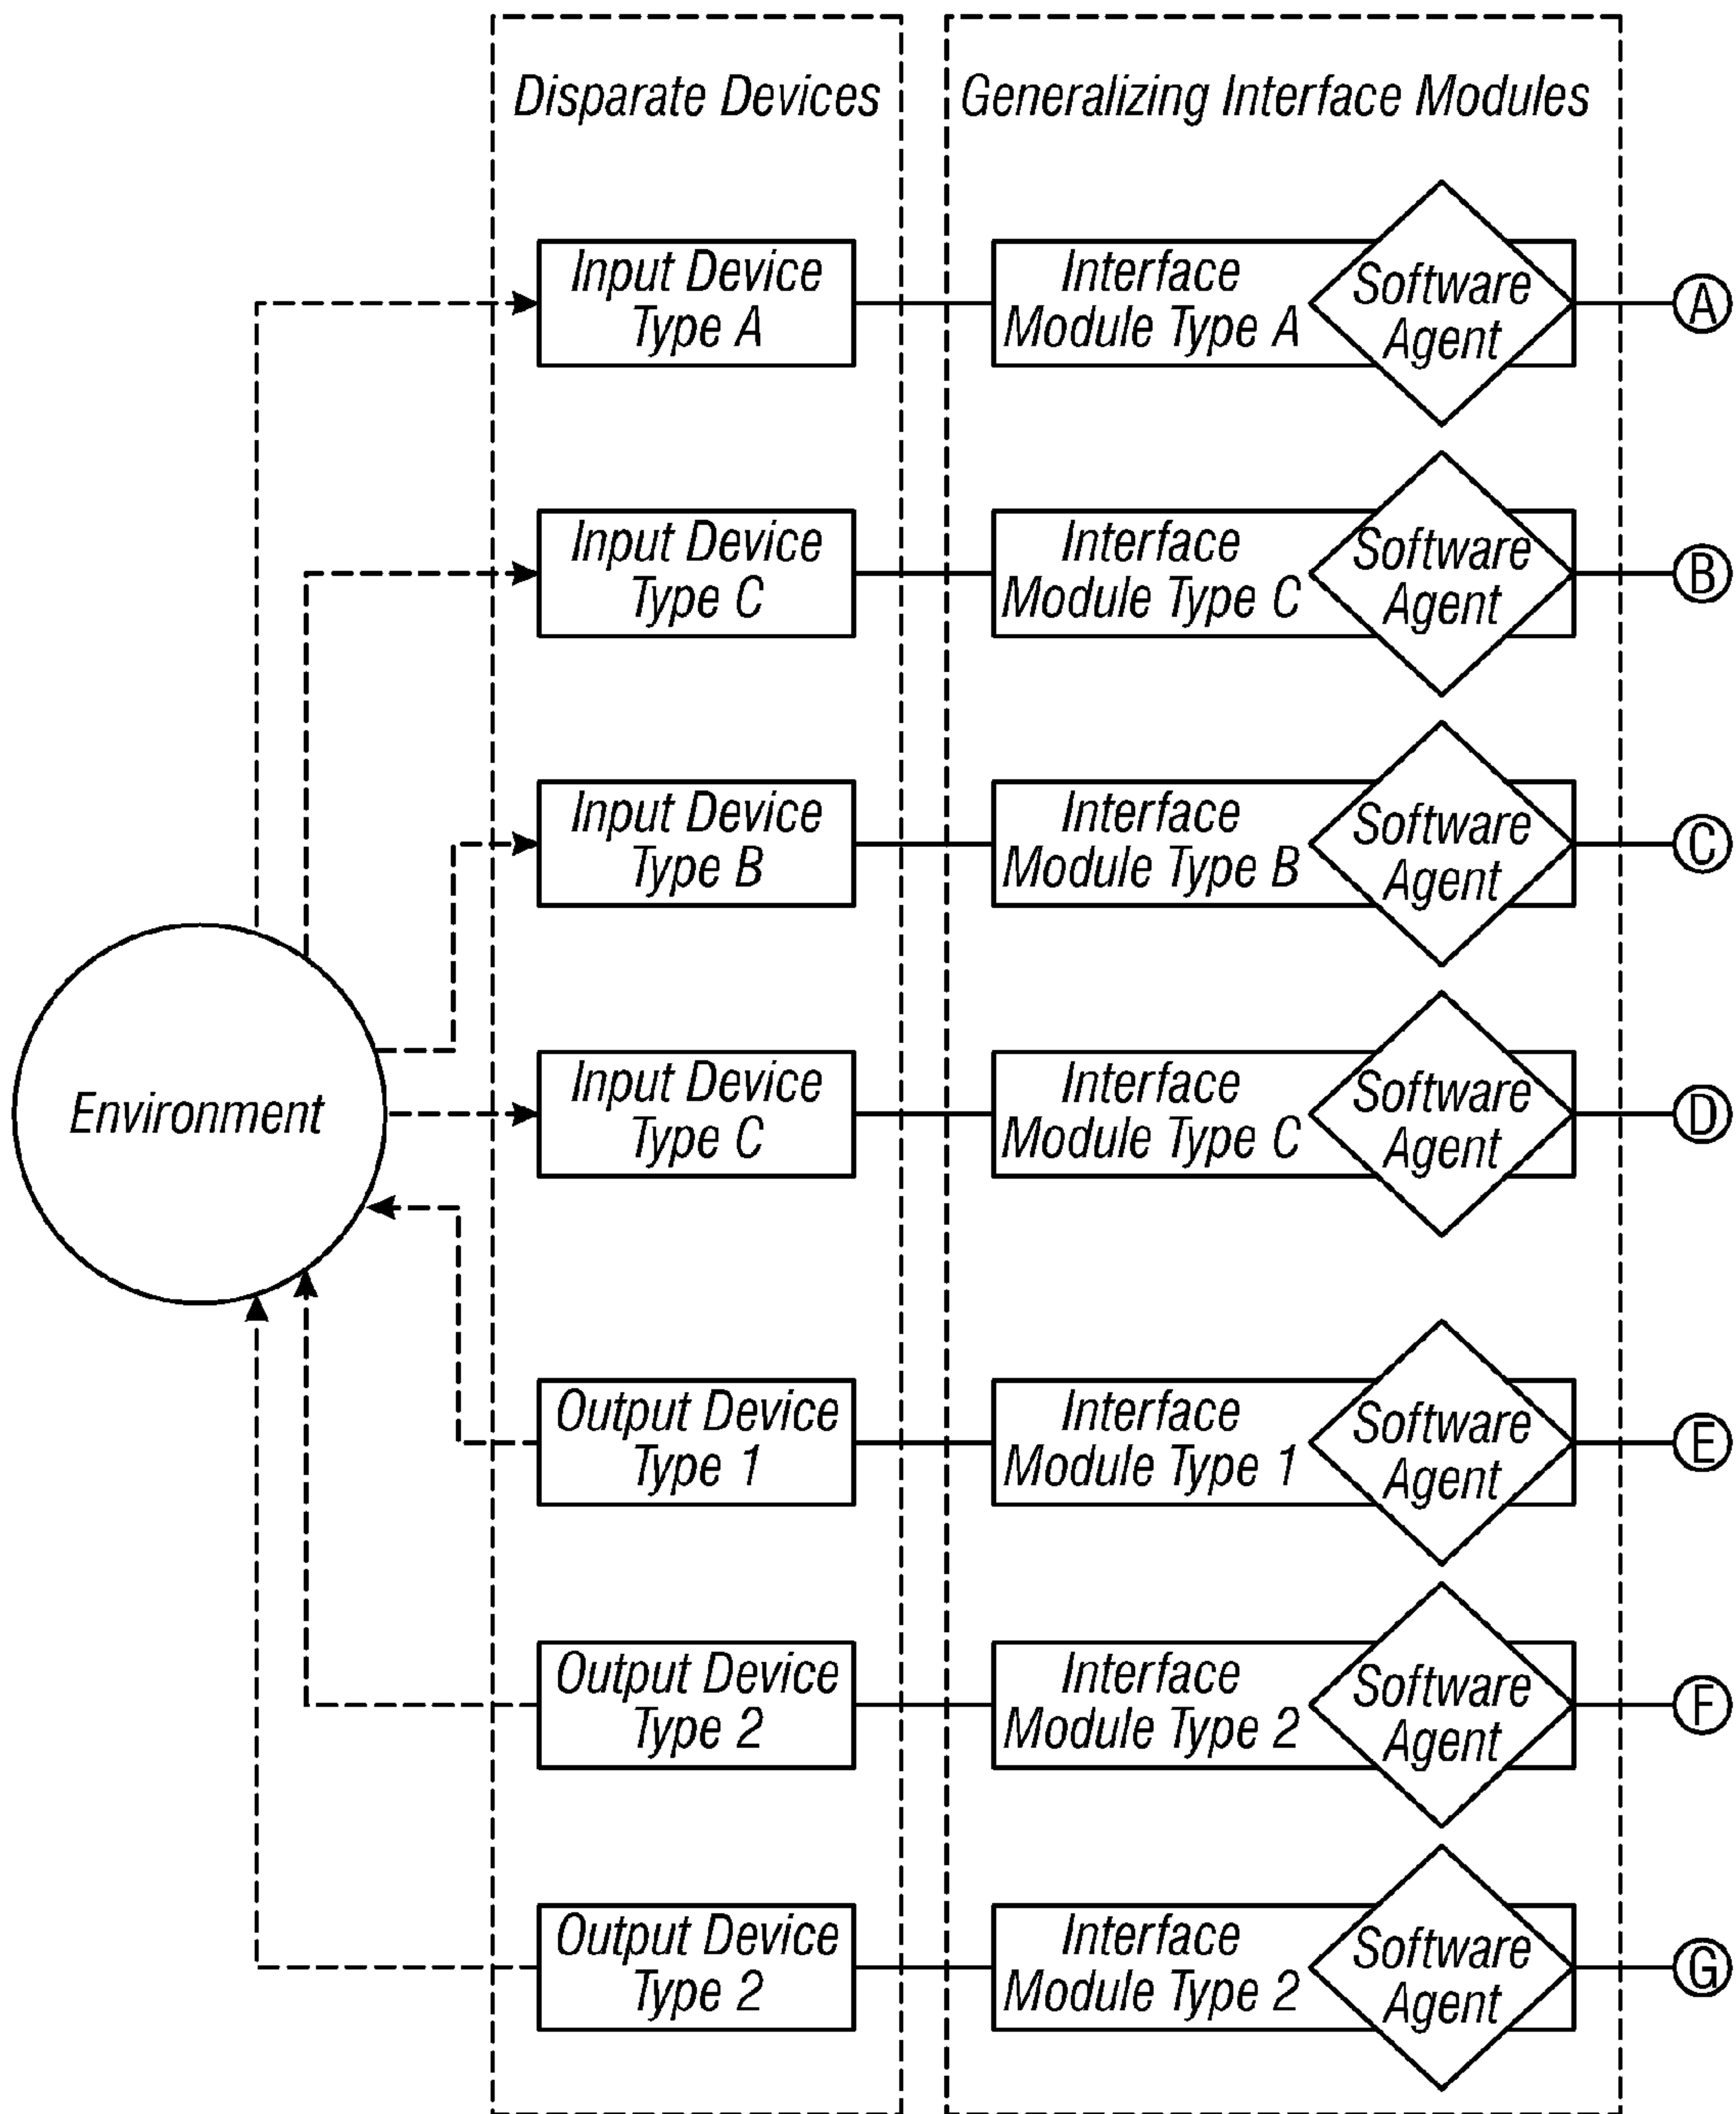 Disparate Devices
Generalizing Interface Modules
Input Device
Type A
Interface
Module Type A
Software
Agent
A
Input Device
Type C
Interface
Module Type C
Software
Agent
B
Input Device
Type B
Interface
Module Type B
Software
Agent
C
Environment
Input Device
Type C
Interface
Module Type C
Software
Agent
D
Output Device
Type 1
Interface
Module Type 1
Software
Agent
E
Output Device
Type 2
Interface
Module Type 2
Software
Agent
F
Output Device
Type 2
Interface
Module Type 2
Software
Agent
G